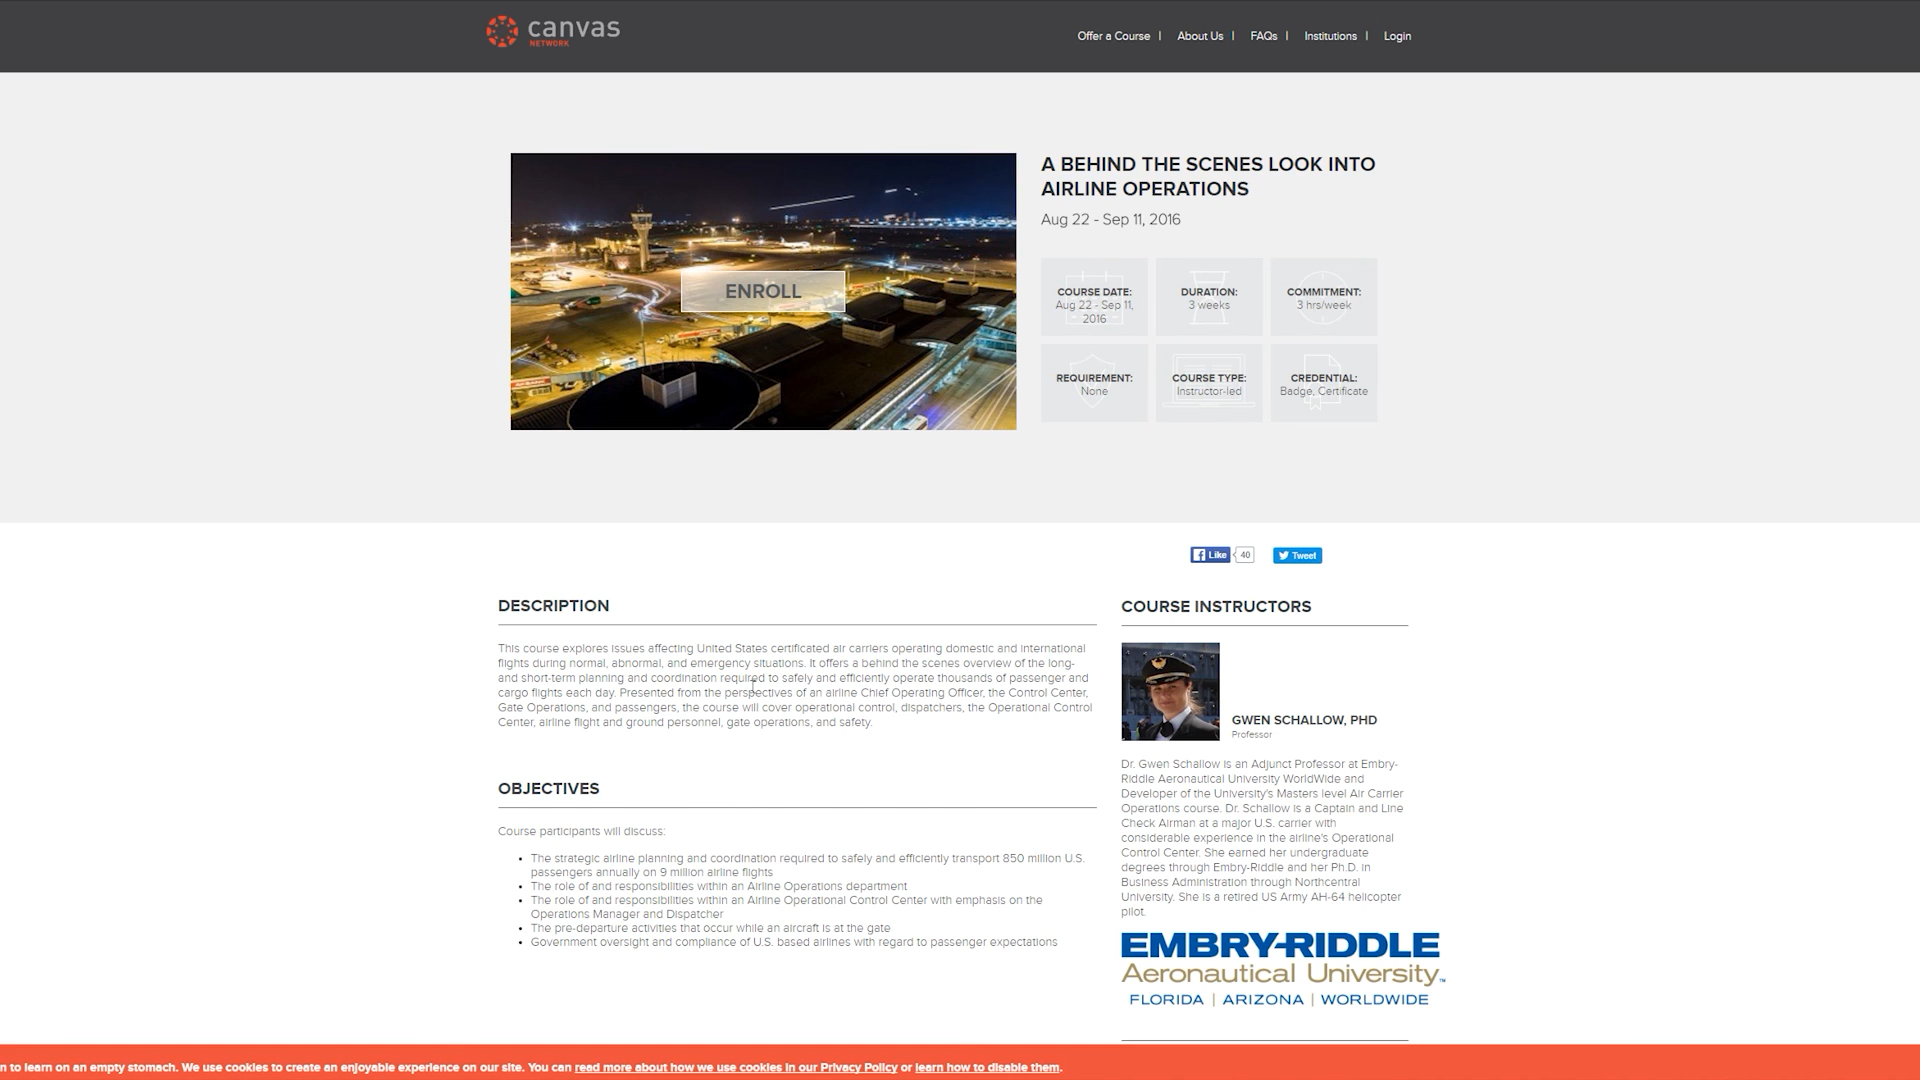 canvas
NETWORK
Offer a Course | About Us | FAQs | Institutions | Login
ENROLL
A BEHIND THE SCENES LOOK INTO
AIRLINE OPERATIONS
Aug 22 - Sep 11, 2016
COURSE DATE:
Aug 22 - Sep 11,
2016
DURATION:
3 weeks
COMMITMENT:
3 hrs/week
REQUIREMENT:
None
COURSE TYPE:
Instructor-led
CREDENTIAL:
Badge, Certificate
Like 40
Tweet
DESCRIPTION
This course explores issues affecting United States certificated air carriers operating domestic and international
flights during normal, abnormal, and emergency situations. It offers a behind the scenes overview of the long-
and short-term planning and coordination required to safely and efficiently operate thousands of passenger and
cargo flights each day. Presented from the perspectives of an airline Chief Operating Officer, the Control Center,
Gate Operations, and passengers, the course will cover operational control, dispatchers, the Operational Control
Center, airline flight and ground personnel, gate operations, and safety.
OBJECTIVES
Course participants will discuss:
• The strategic airline planning and coordination required to safely and efficiently transport 850 million U.S.
passengers annually on 9 million airline flights
• The role of and responsibilities within an Airline Operations department
• The role of and responsibilities within an Airline Operational Control Center with emphasis on the
Operations Manager and Dispatcher
• The pre-departure activities that occur while an aircraft is at the gate
• Government oversight and compliance of U.S. based airlines with regard to passenger expectations
COURSE INSTRUCTORS
GWEN SCHALLOW, PHD
Professor
Dr. Gwen Schallow is an Adjunct Professor at Embry-
Riddle Aeronautical University WorldWide and
Developer of the University's Masters level Air Carrier
Operations course. Dr. Schallow is a Captain and Line
Check Airman at a major U.S. carrier with
considerable experience in the airline's Operational
Control Center. She earned her undergraduate
degrees through Embry-Riddle and her Ph.D. in
Business Administration through Northcentral
University. She is a retired US Army AH-64 helicopter
pilot.
EMBRY-RIDDLE
Aeronautical University™
FLORIDA | ARIZONA | WORLDWIDE
n to learn on an empty stomach. We use cookies to create an enjoyable experience on our site. You can read more about how we use cookies in our Privacy Policy or learn how to disable them.